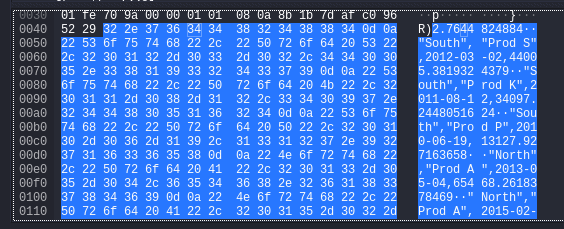 0030 01 fe 70 9a 00 00 01 01 08 0a 8b 1b 7d af c0 96 ··p····· ····}···
0040 52 29 32 2e 37 36 34 34 38 32 34 38 38 34 0d 0a R)2.7644 824884··
0050 22 53 6f 75 74 68 22 2c 22 50 72 6f 64 20 53 22 "South", "Prod S"
0060 2c 32 30 31 32 2d 30 33 2d 30 32 2c 34 34 30 30 ,2012-03 -02,4400
0070 35 2e 33 38 31 39 33 32 34 33 37 39 0d 0a 22 53 5.381932 4379··"S
0080 6f 75 74 68 22 2c 22 50 72 6f 64 20 4b 22 2c 32 outh","P rod K",2
0090 30 31 31 2d 30 38 2d 31 32 2c 33 34 30 39 37 2e 011-08-1 2,34097.
00a0 32 34 34 38 30 35 31 36 32 34 0d 0a 22 53 6f 75 24480516 24··"Sou
00b0 74 68 22 2c 22 50 72 6f 64 20 50 22 2c 32 30 31 th","Pro d P",201
00c0 30 2d 30 36 2d 31 39 2c 31 33 31 32 37 2e 39 32 0-06-19, 13127.92
00d0 37 31 36 33 36 35 38 0d 0a 22 4e 6f 72 74 68 22 7163658· ·"North"
00e0 2c 22 50 72 6f 64 20 41 22 2c 32 30 31 33 2d 30 ,"Prod A ",2013-0
00f0 35 2d 30 34 2c 36 35 34 36 38 2e 32 36 31 38 33 5-04,654 68.26183
0100 37 38 34 36 39 0d 0a 22 4e 6f 72 74 68 22 2c 22 78469··" North","
0110 50 72 6f 64 20 41 22 2c 32 30 31 35 2d 30 32 2d Prod A", 2015-02-